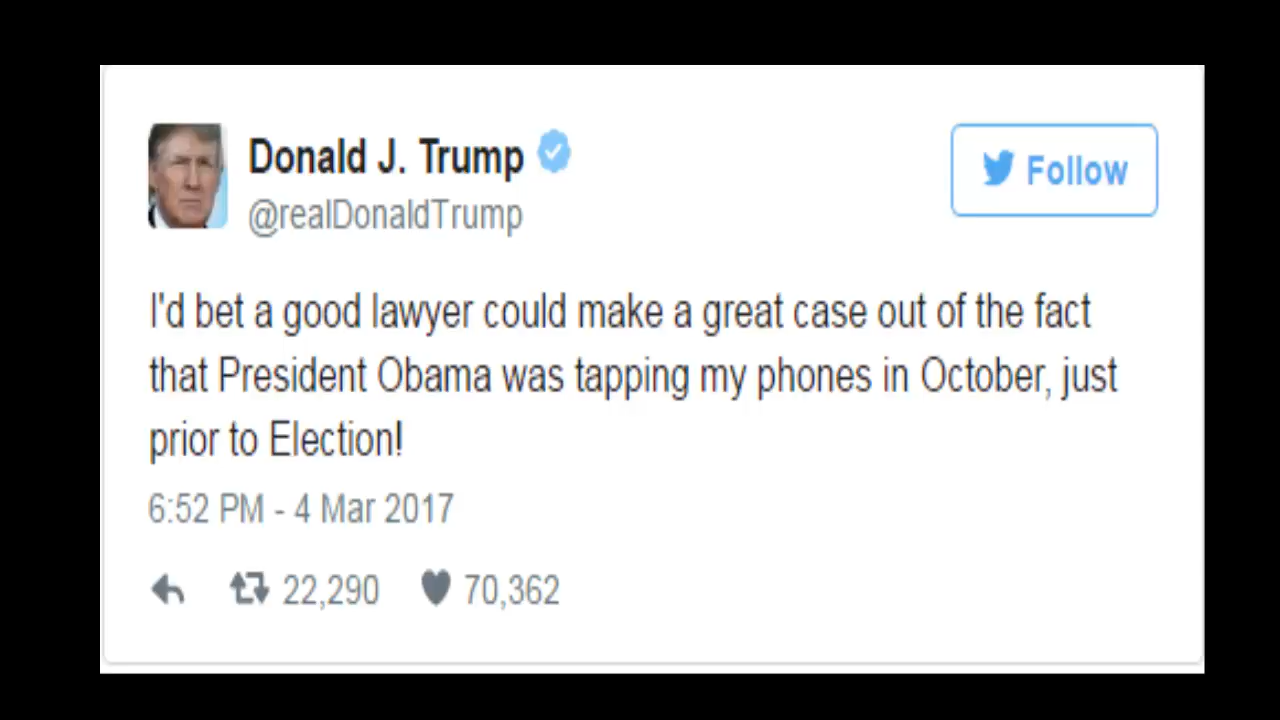 Donald J. Trump
@realDonaldTrump
Follow
I'd bet a good lawyer could make a great case out of the fact
that President Obama was tapping my phones in October, just
prior to Election!
6:52 PM - 4 Mar 2017
22,290 70,362